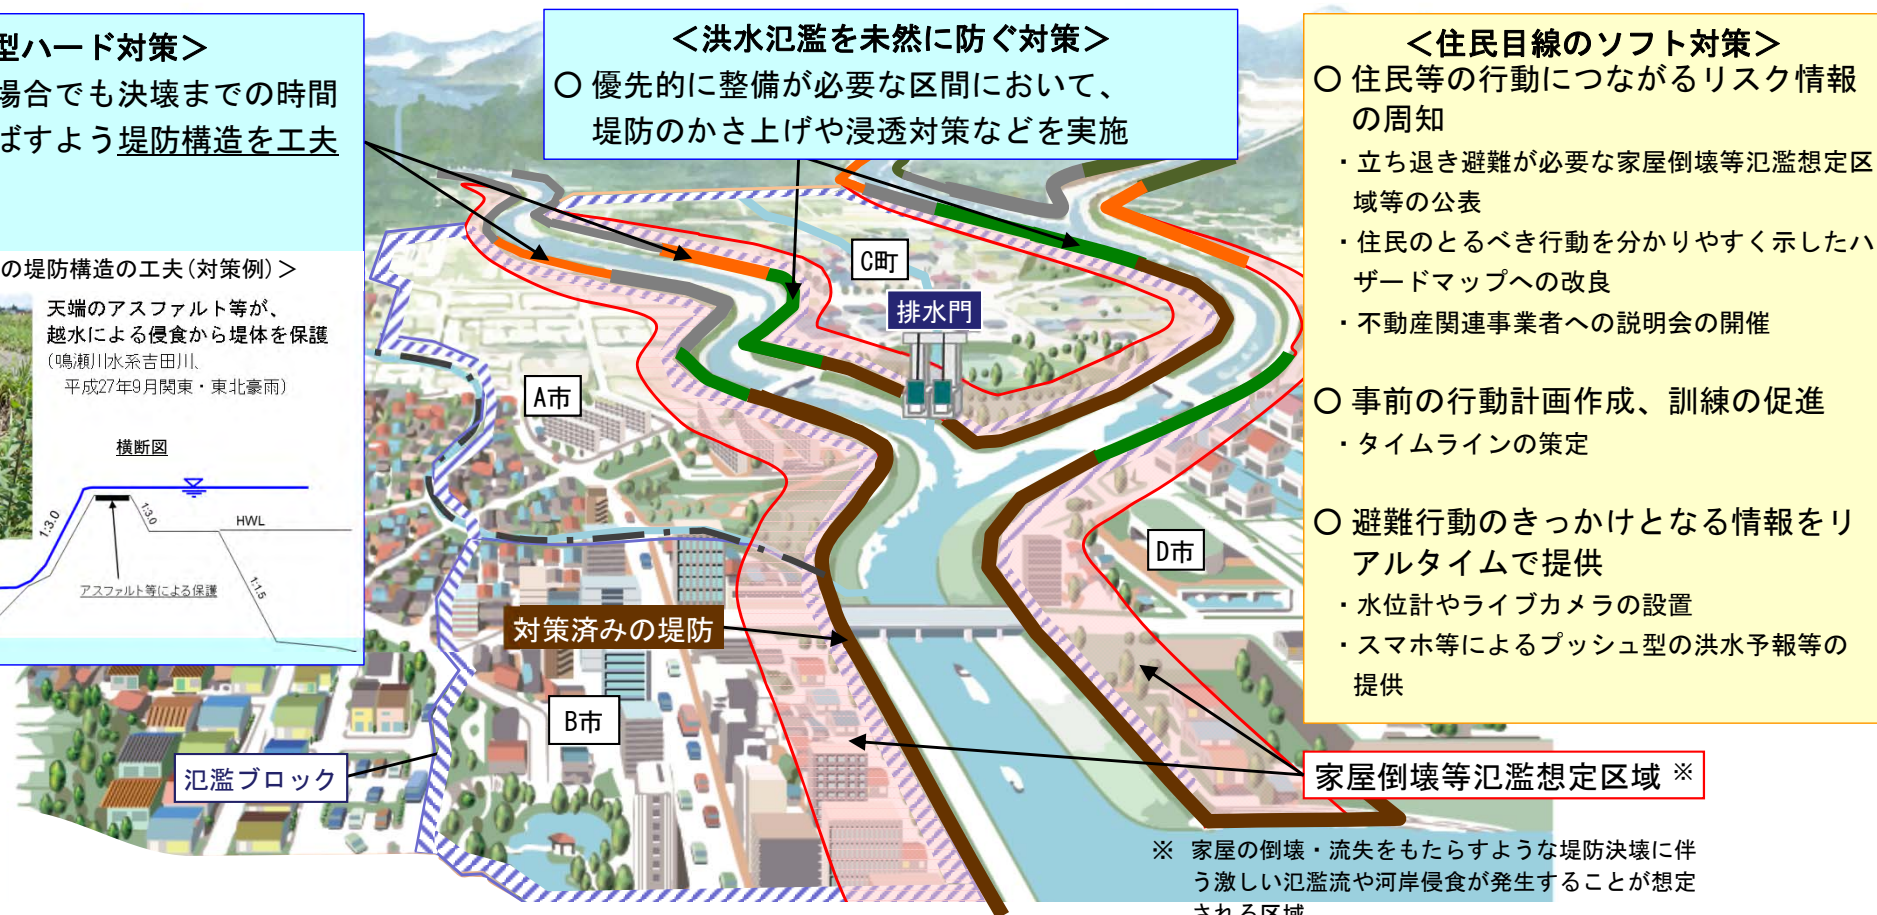 型ハード対策＞
場合でも決壊までの時間
ばすよう堤防構造を工夫
の堤防構造の工夫(対策例)＞
天端のアスファルト等が、
越水による侵食から堤体を保護
(鳴瀬川水系吉田川、
平成27年9月関東・東北豪雨)
横断図
1:3.0
1:3.0
HWL
1:1.5
アスファルト等による保護
＜洪水氾濫を未然に防ぐ対策＞
○ 優先的に整備が必要な区間において、
堤防のかさ上げや浸透対策などを実施
C町
排水門
A市
D市
対策済みの堤防
B市
氾濫ブロック
＜住民目線のソフト対策＞
○ 住民等の行動につながるリスク情報
の周知
・立ち退き避難が必要な家屋倒壊等氾濫想定区
域等の公表
・住民のとるべき行動を分かりやすく示したハ
ザードマップへの改良
・不動産関連事業者への説明会の開催
○ 事前の行動計画作成、訓練の促進
・タイムラインの策定
○ 避難行動のきっかけとなる情報をリ
アルタイムで提供
・水位計やライブカメラの設置
・スマホ等によるプッシュ型の洪水予報等の
提供
家屋倒壊等氾濫想定区域 ※
※ 家屋の倒壊・流失をもたらすような堤防決壊に伴
う激しい氾濫流や河岸侵食が発生することが想定
される区域